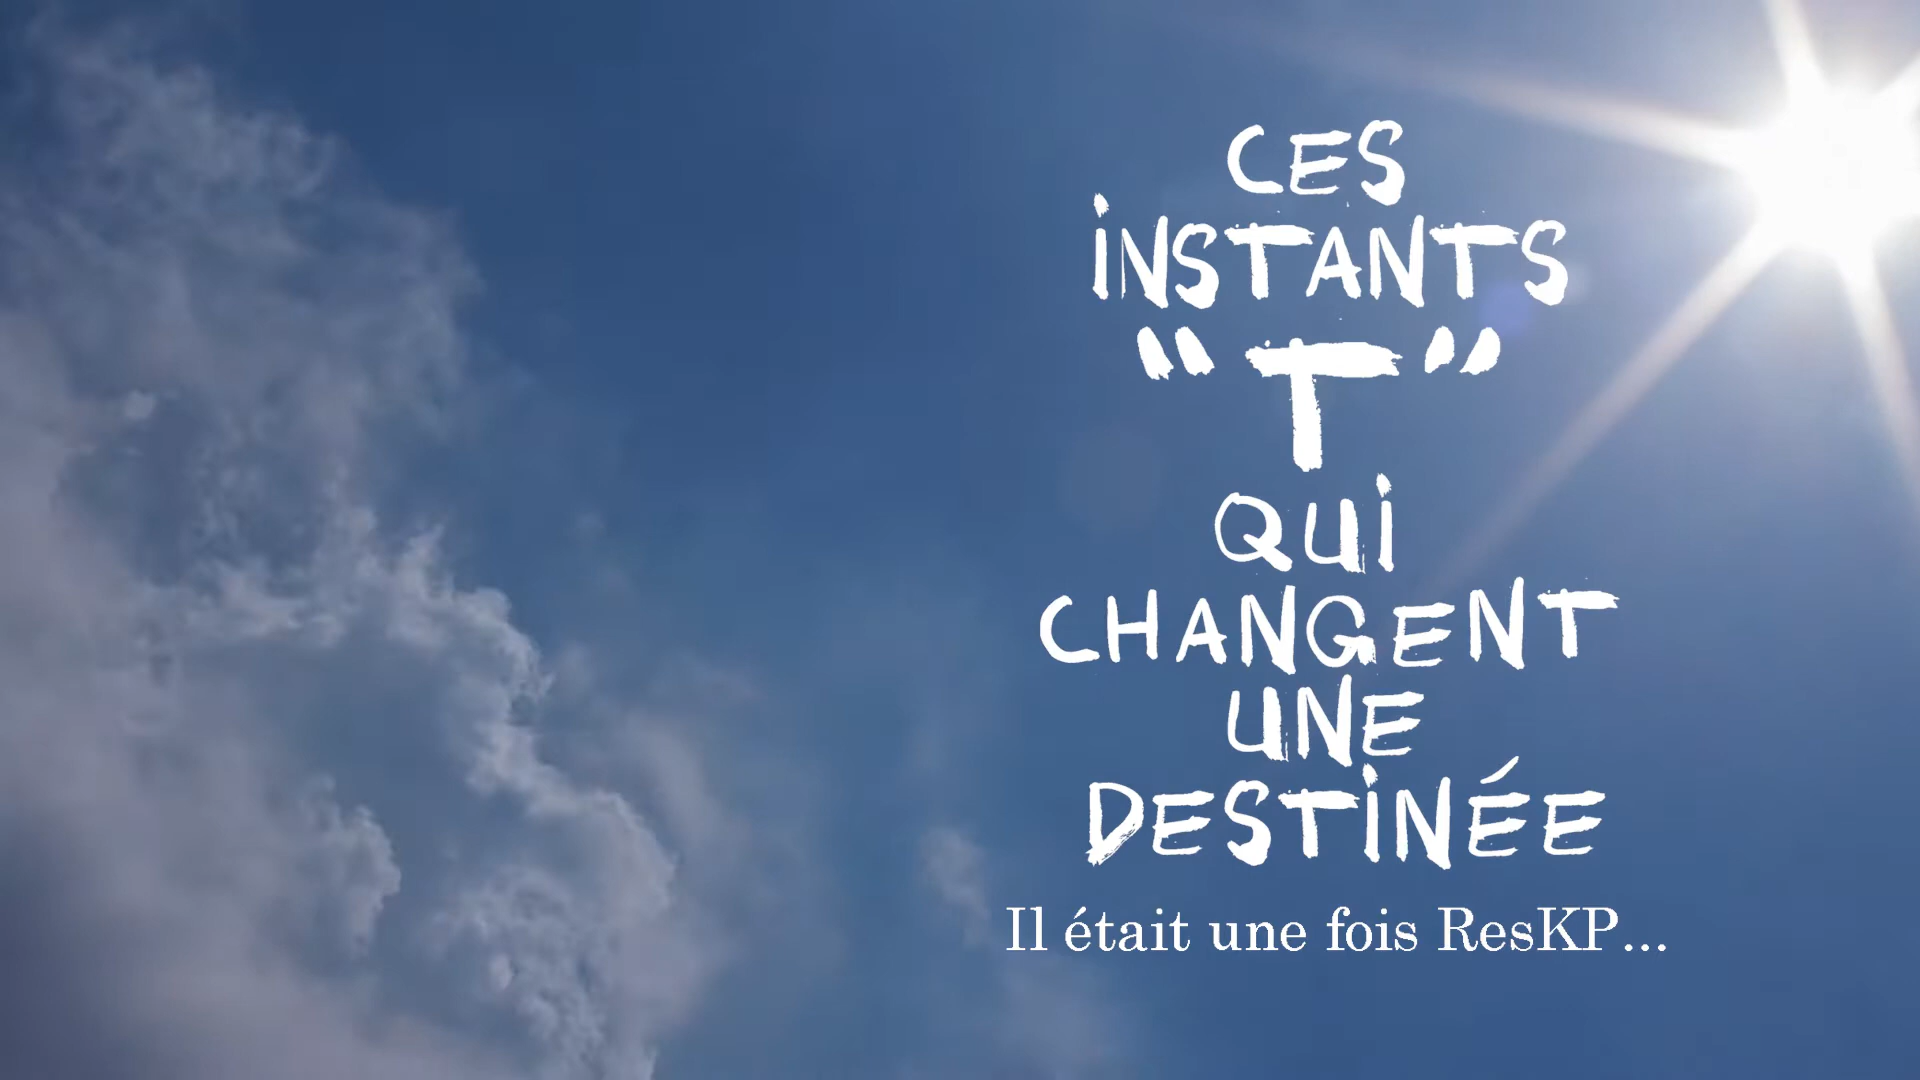 CES
iNSTANTS
“T”
QUi
CHANGENT
UNE
DESTiNÉE
Il était une fois ResKP...